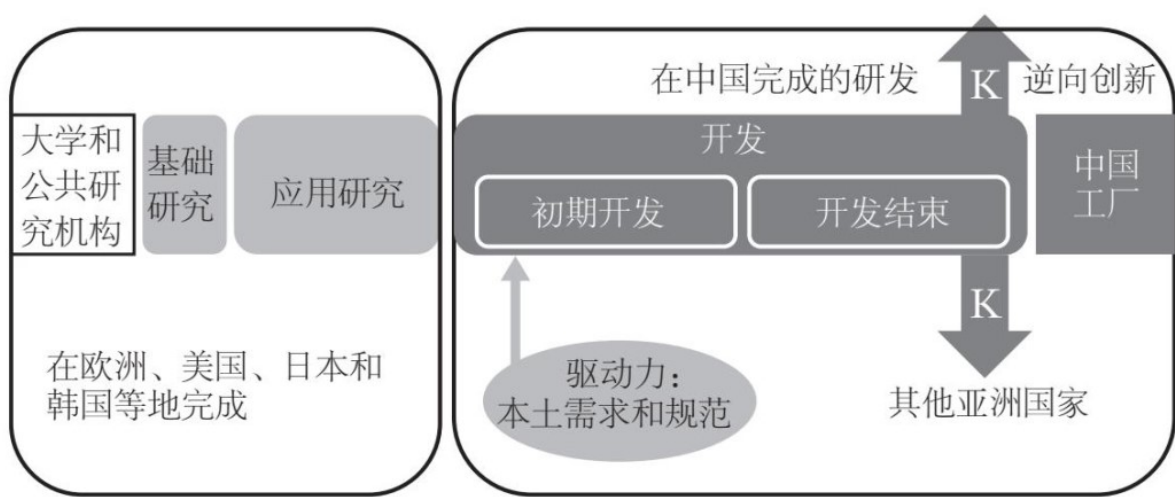 大学和
公共研
究机构
基础
研究
应用研究
在欧洲、美国、日本和
韩国等地完成
在中国完成的研发
K
逆向创新
开发
初期开发
开发结束
中国
工厂
驱动力：
本土需求和规范
K
其他亚洲国家